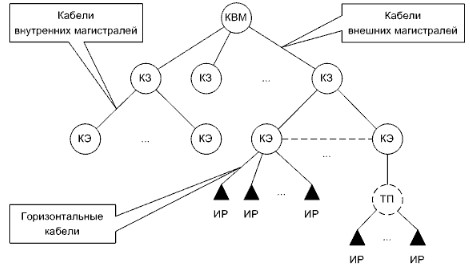 Кабели
внутренних магистралей
КВМ
Кабели
внешних магистралей
КЗ
КЗ
...
КЗ
КЭ
...
КЭ
КЭ
...
КЭ
Горизонтальные
кабели
...
ТП
ИР
ИР
ИР
...
ИР
ИР